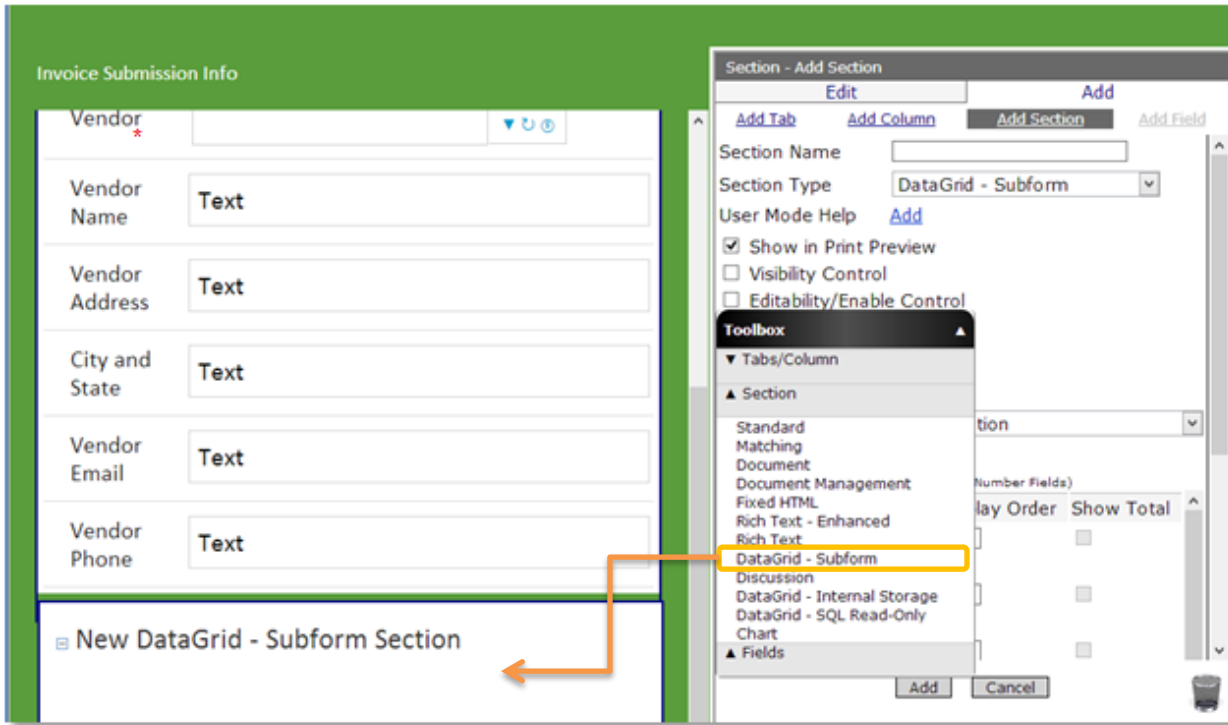 Invoice Submission Info
Vendor
*
Vendor
Name
Text
Vendor
Address
Text
City and
State
Text
Vendor
Email
Text
Vendor
Phone
Text
New DataGrid - Subform Section
Section - Add Section
Edit Add
Add Tab Add Column Add Section Add Field
Section Name
Section Type DataGrid - Subform
User Mode Help Add
Show in Print Preview
Visibility Control
Editability/Enable Control
Toolbox
Tabs/Column
Section
Standard
Matching
Document
Document Management
Fixed HTML
Rich Text - Enhanced
Rich Text
DataGrid - Subform
Discussion
DataGrid - Internal Storage
DataGrid - SQL Read-Only
Chart
Fields
tion
Number Fields)
lay Order Show Total
Add Cancel